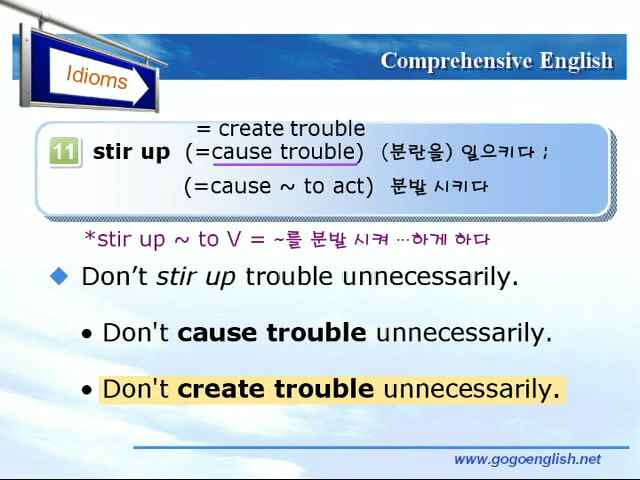 Idioms
Comprehensive English
= create trouble
11 stir up (=cause trouble) (분란을) 일으키다 ;
(=cause ~ to act) 분발 시키다
*stir up ~ to V = ~를 분발 시켜 …하게 하다
◆ Don’t stir up trouble unnecessarily.
• Don't cause trouble unnecessarily.
• Don't create trouble unnecessarily.
www.gogoenglish.net